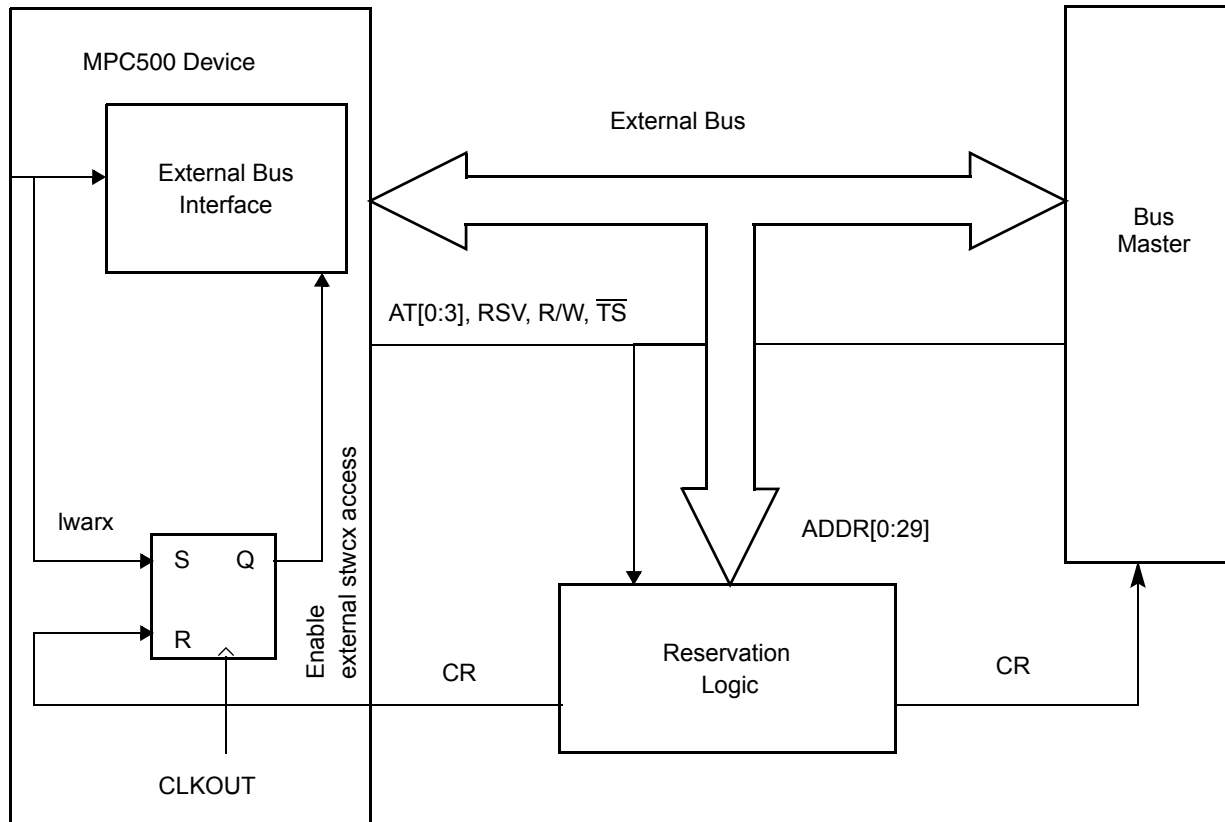 MPC500 Device
External Bus
Interface
External Bus
Bus
Master
AT[0:3], RSV, R/W, T̅S̅
Enable
external stwcx access
lwarx
S Q
R
ADDR[0:29]
Reservation
Logic
CR
CR
CLKOUT